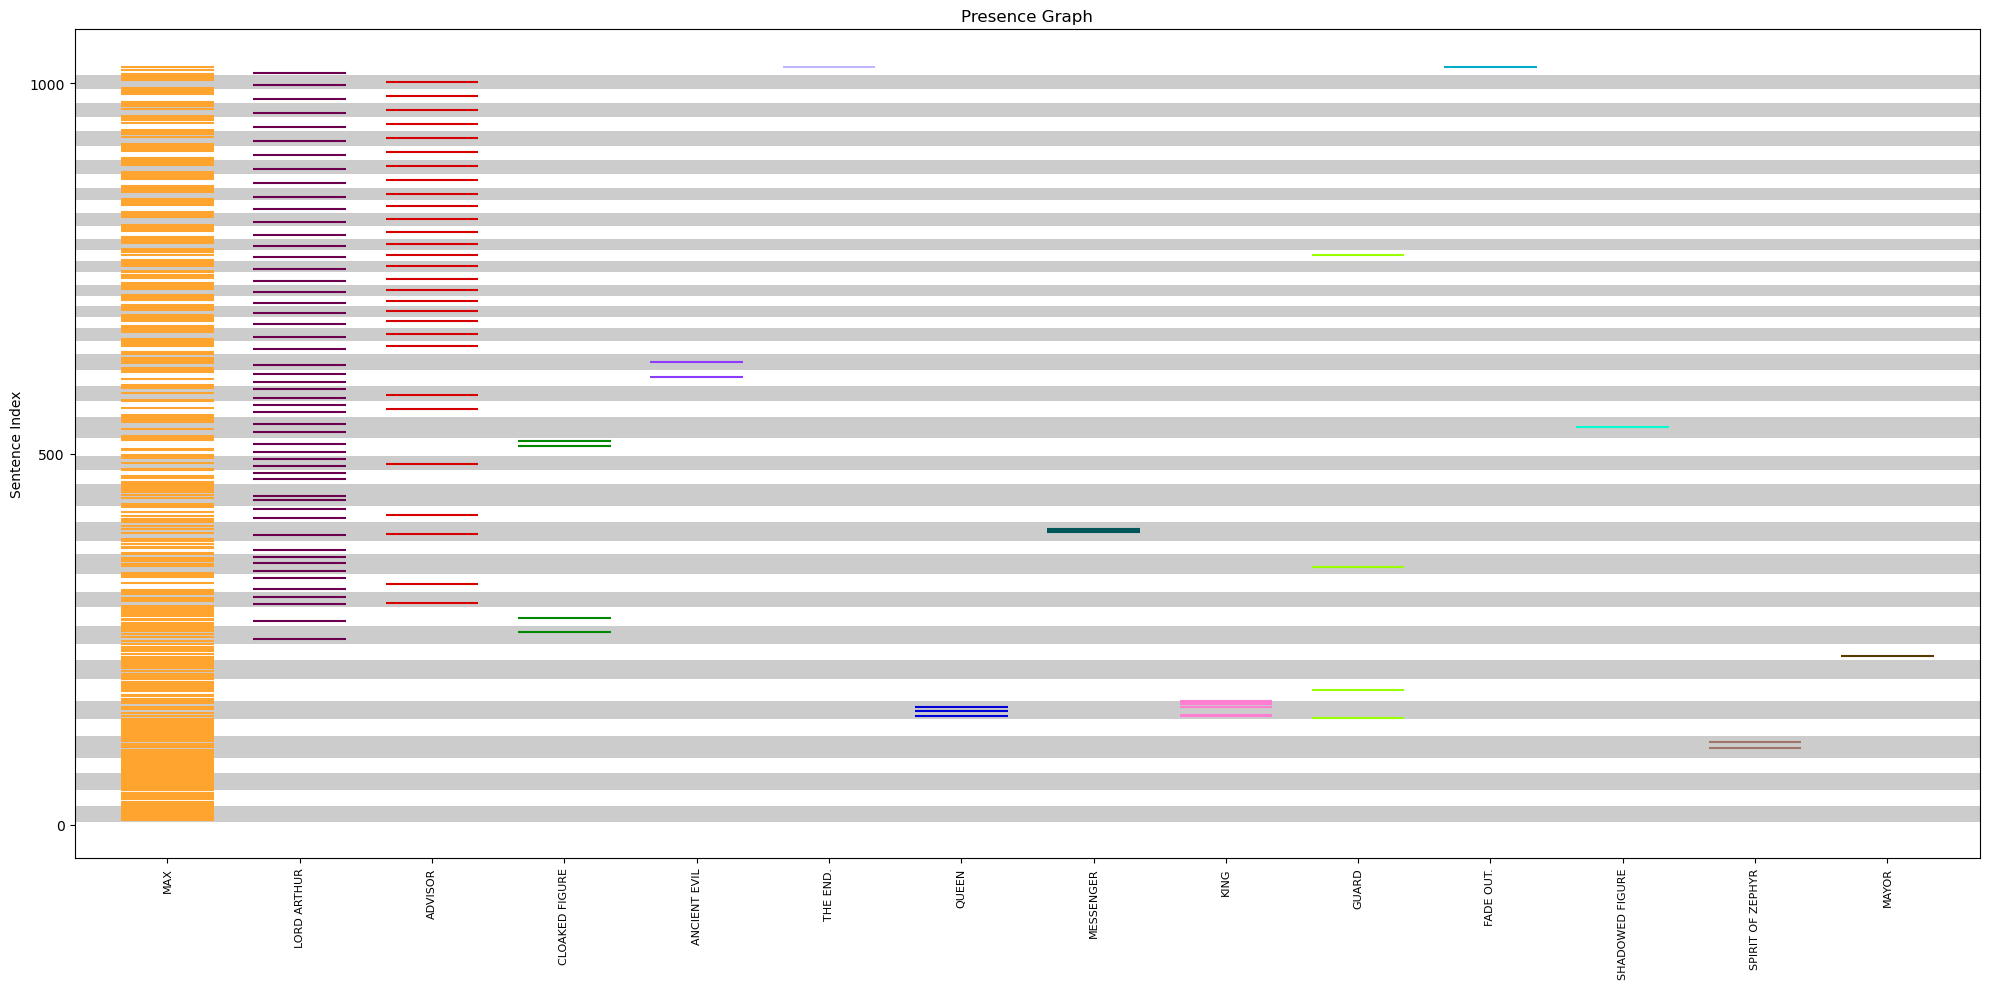 Presence Graph
1000
500
0
Sentence Index
MAX
LORD ARTHUR
ADVISOR
CLOAKED FIGURE
ANCIENT EVIL
THE END.
QUEEN
MESSENGER
KING
GUARD
FADE OUT.
SHADOWED FIGURE
SPIRIT OF ZEPHYR
MAYOR